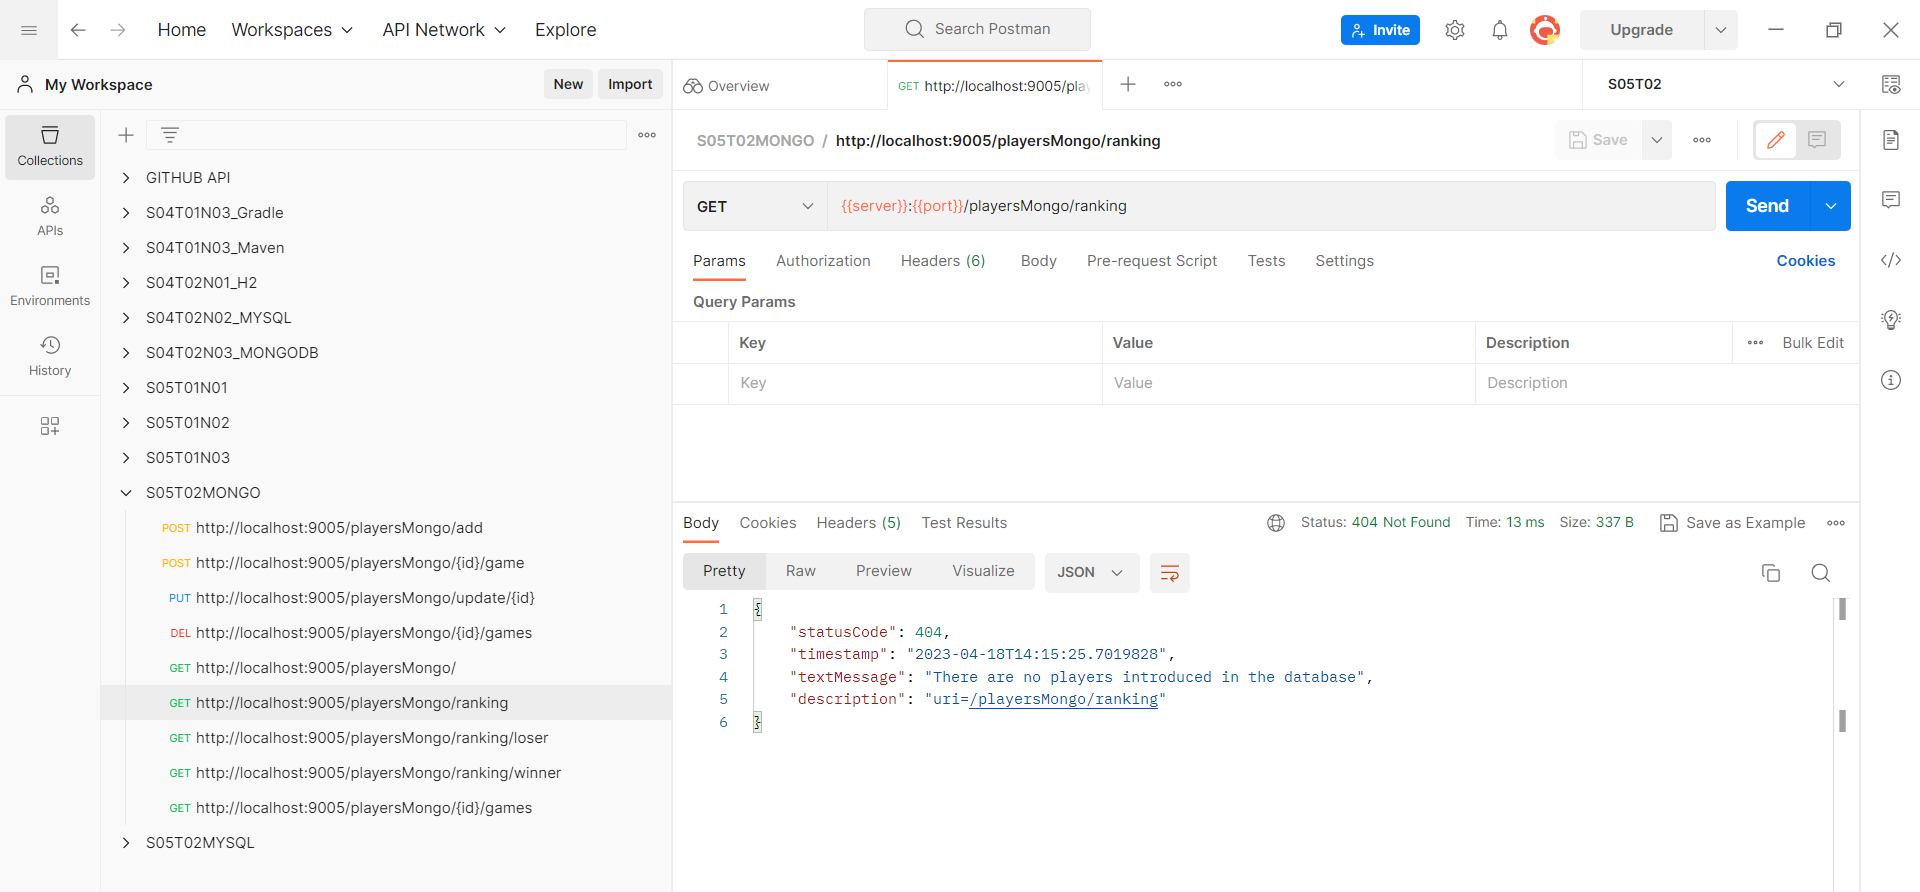 Home Workspaces API Network Explore Search Postman Invite Upgrade
My Workspace New Import
Overview GET http://localhost:9005/pla S05T02
Collections
APIs
Environments
History
GITHUB API
S04T01N03_Gradle
S04T01N03_Maven
S04T02N01_H2
S04T02N02_MYSQL
S04T02N03_MONGODB
S05T01N01
S05T01N02
S05T01N03
S05T02MONGO
POST http://localhost:9005/playersMongo/add
POST http://localhost:9005/playersMongo/{id}/game
PUT http://localhost:9005/playersMongo/update/{id}
DEL http://localhost:9005/playersMongo/{id}/games
GET http://localhost:9005/playersMongo/
GET http://localhost:9005/playersMongo/ranking
GET http://localhost:9005/playersMongo/ranking/loser
GET http://localhost:9005/playersMongo/ranking/winner
GET http://localhost:9005/playersMongo/{id}/games
S05T02MYSQL
S05T02MONGO / http://localhost:9005/playersMongo/ranking Save
GET {{server}}:{{port}}/playersMongo/ranking Send
Params Authorization Headers (6) Body Pre-request Script Tests Settings Cookies
Query Params
Key Value Description Bulk Edit
Key Value Description
Body Cookies Headers (5) Test Results Status: 404 Not Found Time: 13 ms Size: 337 B Save as Example
Pretty Raw Preview Visualize JSON
1 {
2 "statusCode": 404,
3 "timestamp": "2023-04-18T14:15:25.7019828",
4 "textMessage": "There are no players introduced in the database",
5 "description": "uri=/playersMongo/ranking"
6 }